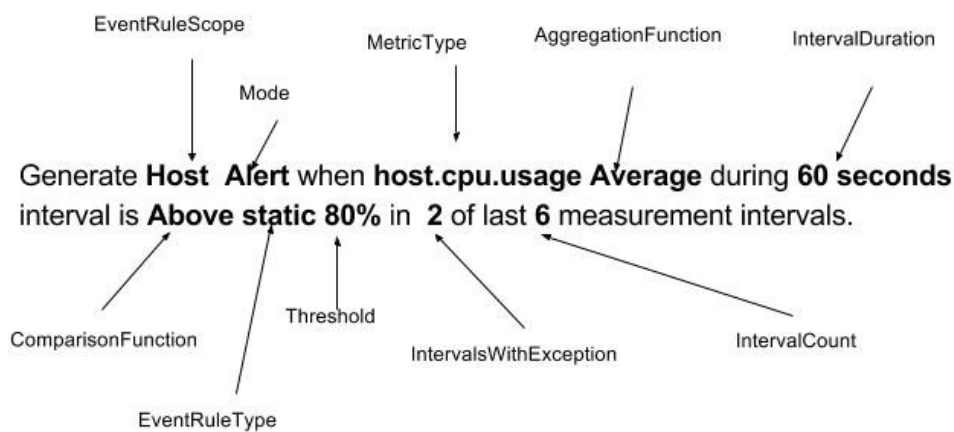 EventRuleScope
MetricType
AggregationFunction
IntervalDuration
Mode
Generate Host Alert when host.cpu.usage Average during 60 seconds
interval is Above static 80% in 2 of last 6 measurement intervals.
Threshold
ComparisonFunction
IntervalsWithException
IntervalCount
EventRuleType